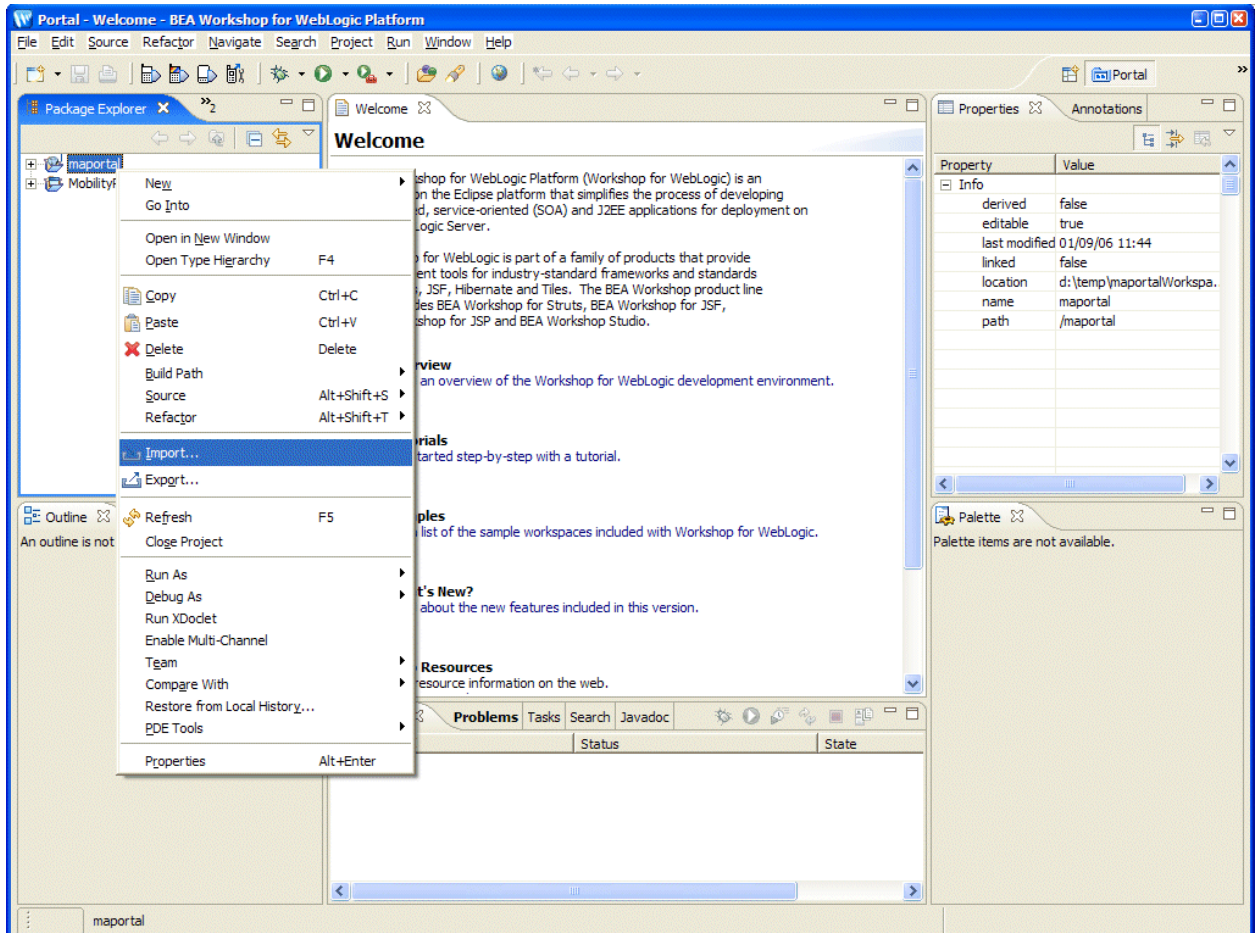 Portal - Welcome - BEA Workshop for WebLogic Platform
File Edit Source Refactor Navigate Search Project Run Window Help
Portal »
Package Explorer »2
maportal
Mobility
New
Go Into
Open in New Window
Open Type Hierarchy F4
Copy Ctrl+C
Paste Ctrl+V
Delete Delete
Build Path
Source Alt+Shift+S
Refactor Alt+Shift+T
Import...
Export...
Refresh F5
Close Project
Run As
Debug As
Run XDoclet
Enable Multi-Channel
Team
Compare With
Restore from Local History...
PDE Tools
Properties Alt+Enter
Outline
An outline is not
Welcome
Welcome
shop for WebLogic Platform (Workshop for WebLogic) is an
on the Eclipse platform that simplifies the process of developing
ed, service-oriented (SOA) and J2EE applications for deployment on
Logic Server.
for WebLogic is part of a family of products that provide
ent tools for industry-standard frameworks and standards
s, JSF, Hibernate and Tiles. The BEA Workshop product line
des BEA Workshop for Struts, BEA Workshop for JSF,
kshop for JSP and BEA Workshop Studio.
rview
an overview of the Workshop for WebLogic development environment.
rials
tarted step-by-step with a tutorial.
ples
list of the sample workspaces included with Workshop for WebLogic.
t's New?
about the new features included in this version.
Resources
resource information on the web.
Problems Tasks Search Javadoc
Status State
Properties Annotations
Property Value
Info
derived false
editable true
last modified 01/09/06 11:44
linked false
location d:\temp\maportalWorkspa..
name maportal
path /maportal
Palette
Palette items are not available.
maportal